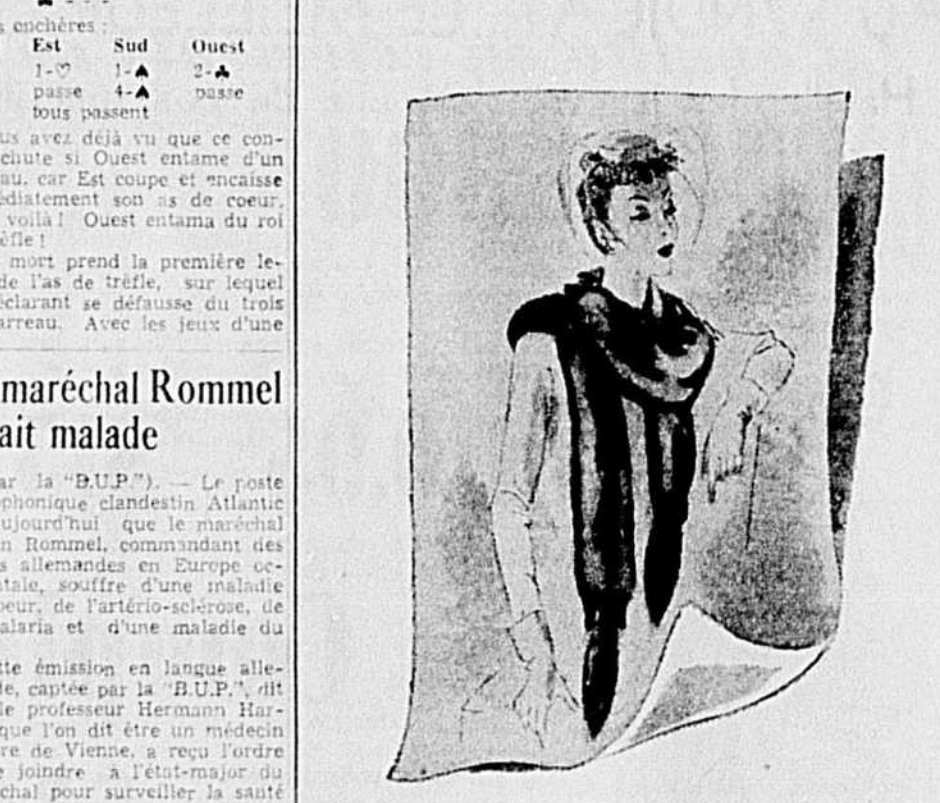 s enchères :
Est Sud Ouest
1-♡ 1-♠ 2-♣
passe 4-♠ passe
tous passent
us avez déjà vu que ce con-
chute si Ouest entame d'un
au, car Est coupe et encaisse
édiatement son as de coeur.
voilà! Ouest entama du roi
èfle!
mort prend la première le-
de l'as de trèfle, sur lequel
éclarant se défausse du trois
arreau. Avec les jeux d'une
maréchal Rommel
ait malade
ar la "B.U.P."). — Le poste
ophonique clandestin Atlantic
ujourd'hui que le maréchal
n Rommel, commandant des
s allemandes en Europe oc-
ntale, souffre d'une maladie
oeur, de l'artério-sclérose, de
alaria et d'une maladie du
tte émission en langue alle-
de, captée par la "B.U.P.", dit
le professeur Hermann Har-
que l'on dit être un médecin
re de Vienne, a reçu l'ordre
e joindre à l'état-major du
chal pour surveiller la santé